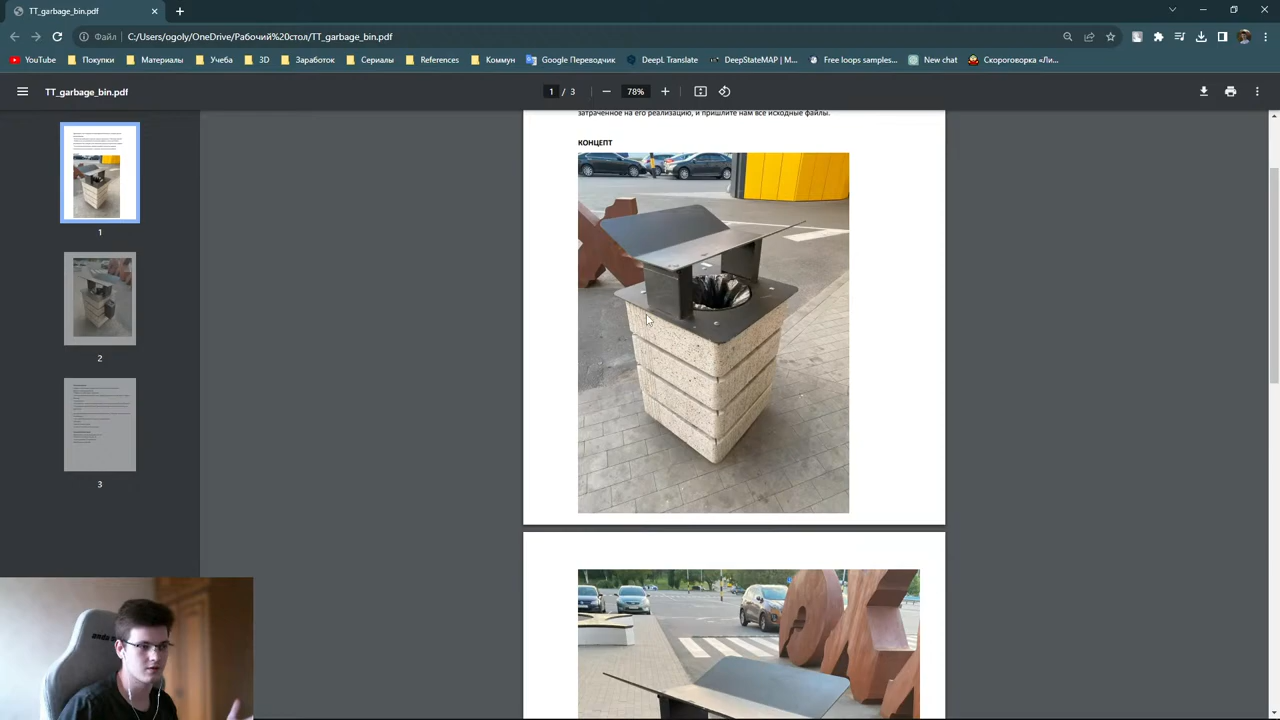 TT_garbage_bin.pdf
Файл
C:/Users/ogoly/OneDrive/Рабочий%20стол/TT_garbage_bin.pdf
YouTube
Покупки
Материалы
Учеба
3D
Заработок
Сериалы
References
Коммун
Google Переводчик
DeepL Translate
DeepStateMAP | М...
Free loops samples...
New chat
Скороговорка «Ли...
TT_garbage_bin.pdf
1 / 3
78%
затраченное на его реализацию, и пришлите нам все исходные файлы.
КОНЦЕПТ
1
2
3
anda